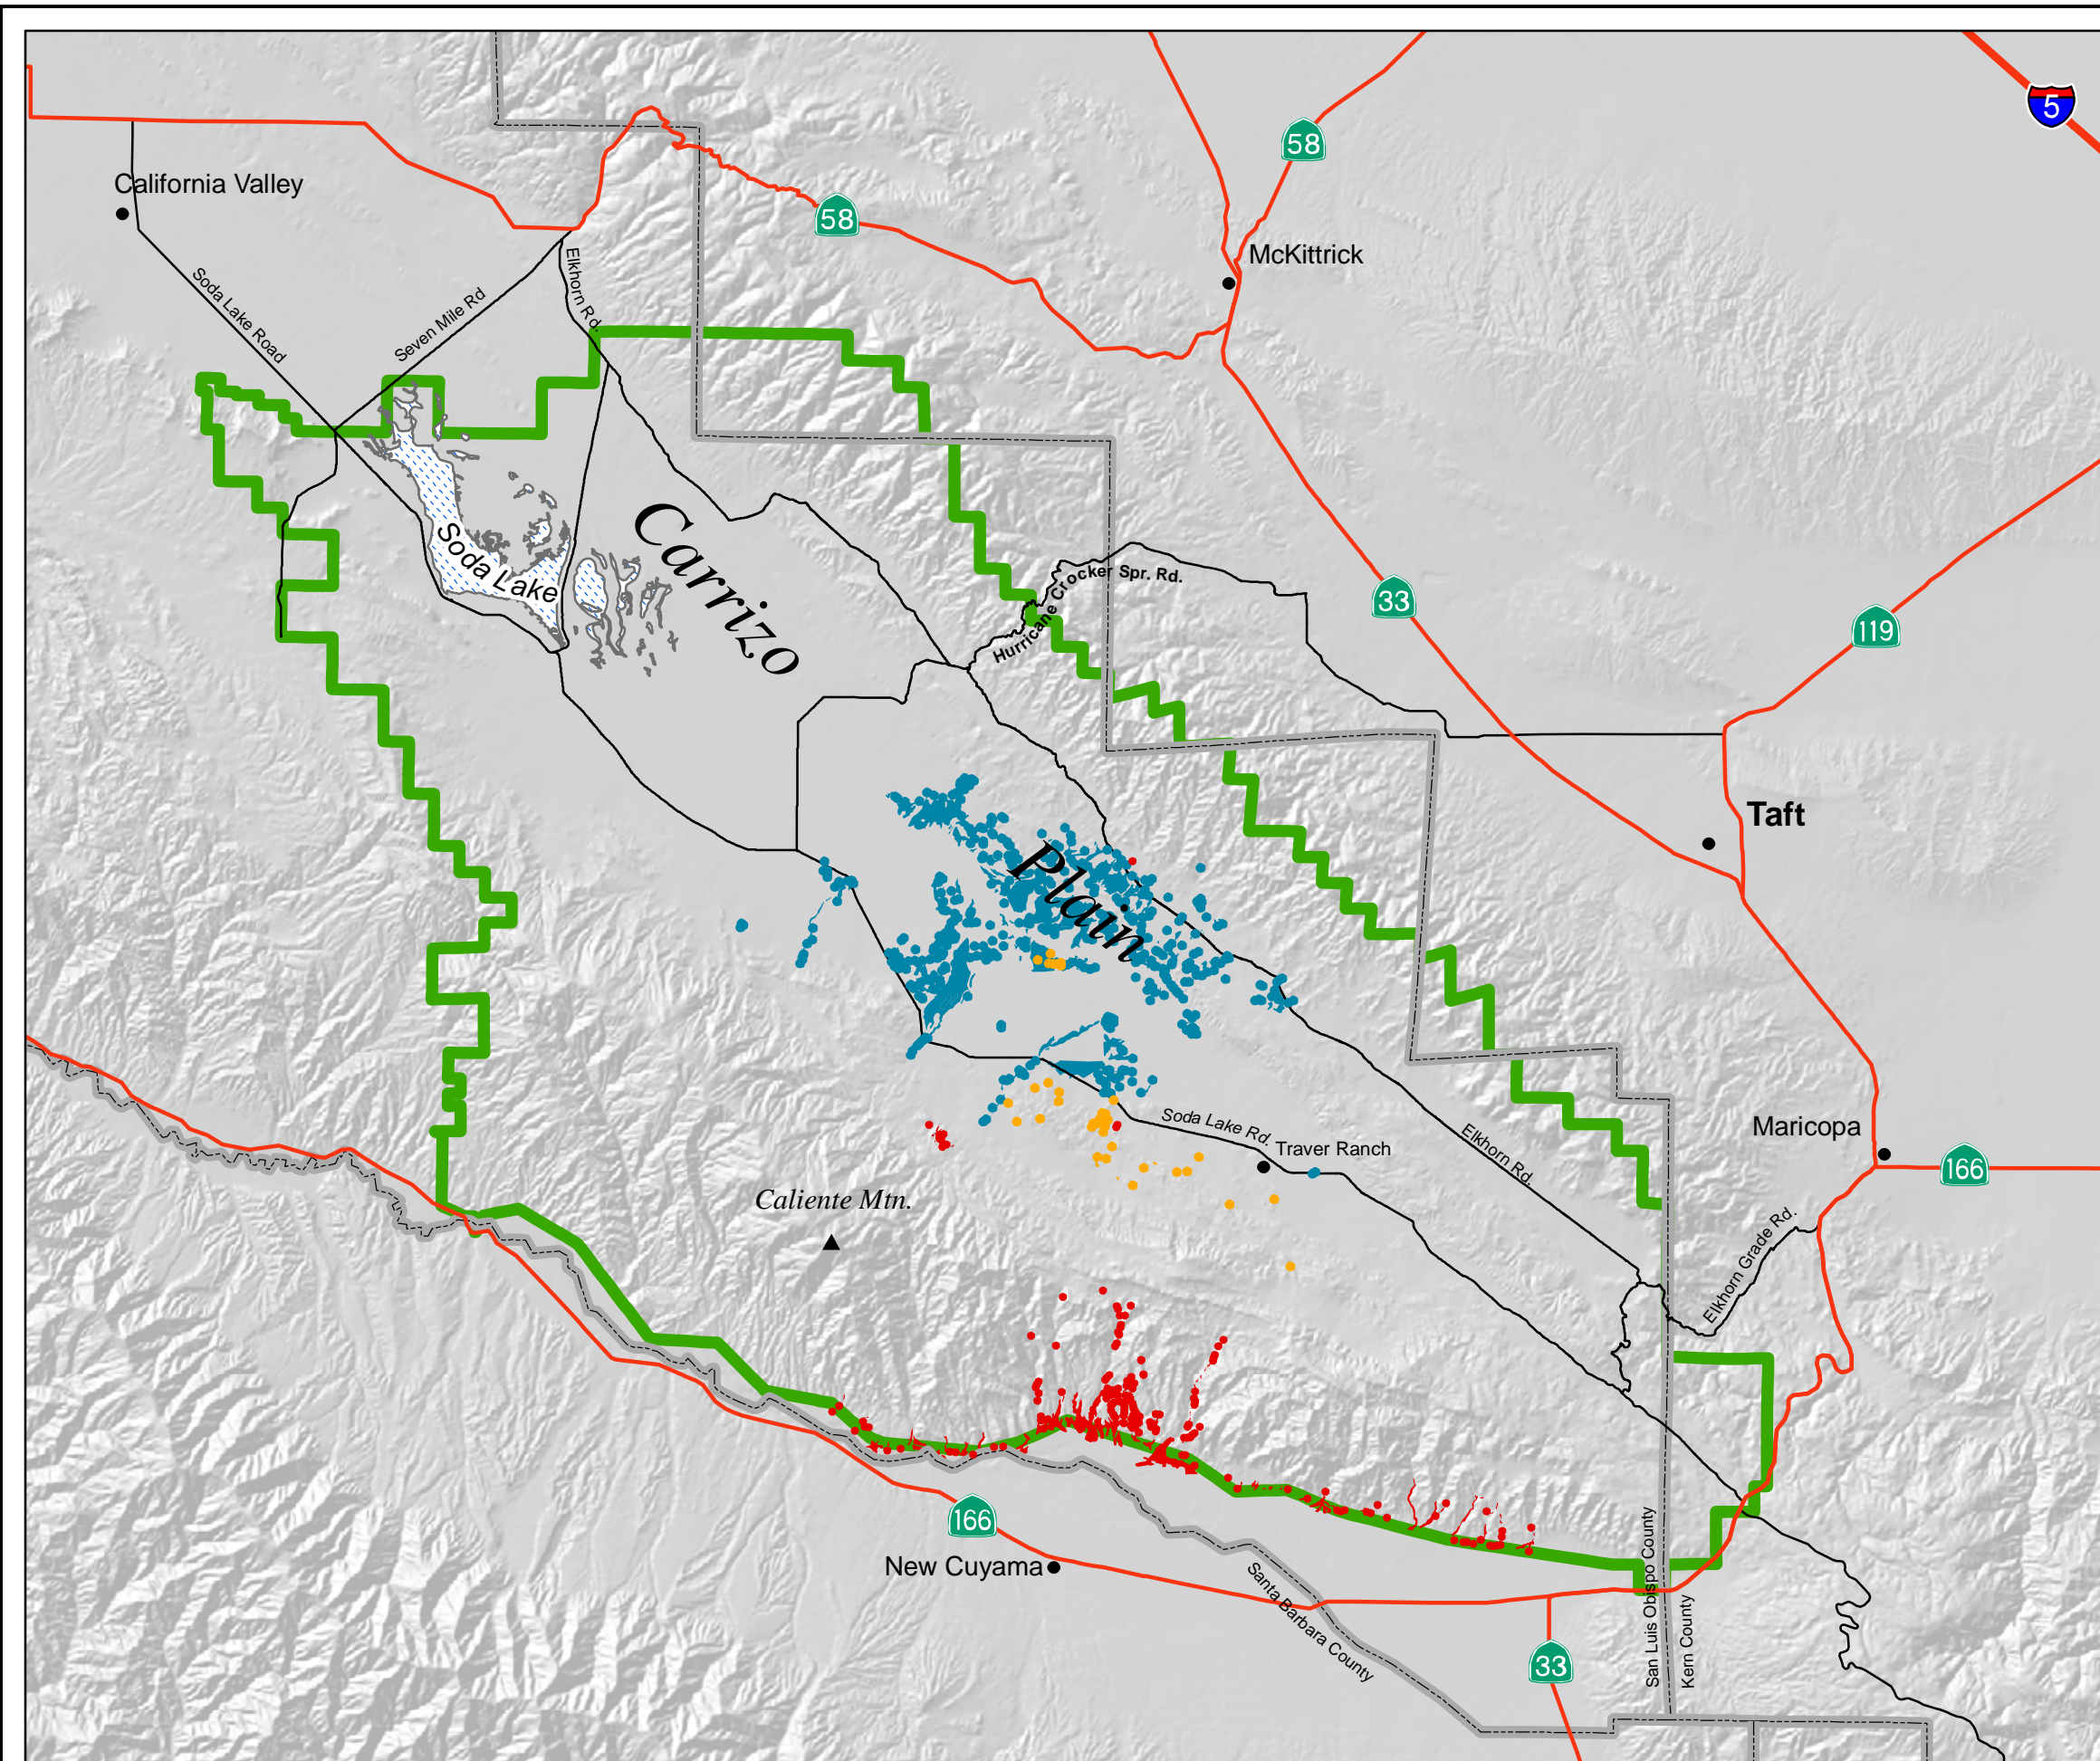 5
58
California Valley
58
McKittrick
Elkhorn Rd.
Soda Lake Road
Seven Mile Rd
Carrizo
Soda Lake
Hurricane Crocker Spr. Rd.
33
119
Taft
Plain
Maricopa
166
Soda Lake Rd.
Traver Ranch
Elkhorn Rd.
Caliente Mtn.
Elkhorn Grade Rd.
166
New Cuyama
Santa Barbara County
San Luis Obispo County
Kern County
33